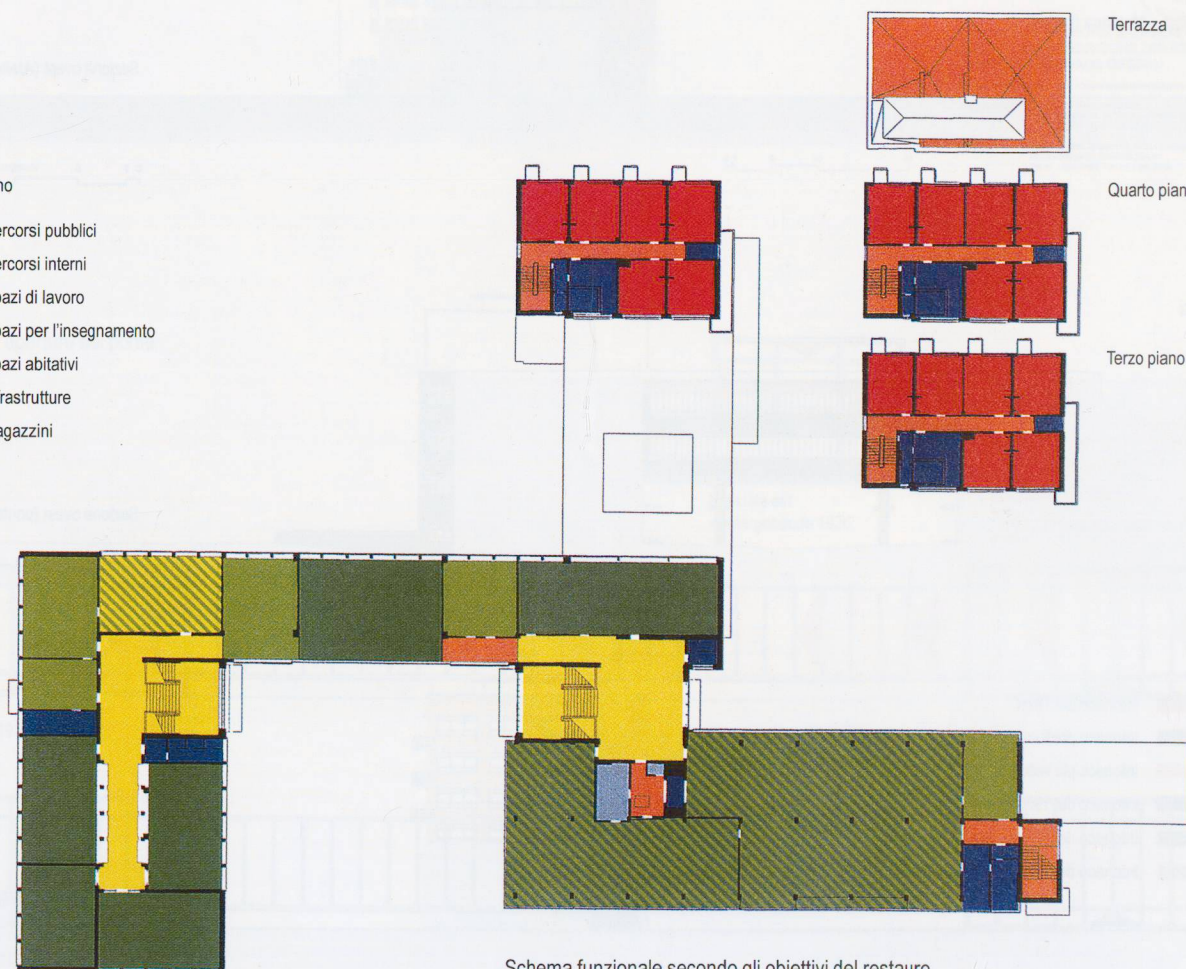 Terrazza
no
ercorsi pubblici
Quarto pian
ercorsi interni
pazi di lavoro
pazi per l'insegnamento
pazi abitativi
Terzo piano
frastrutture
agazzini
Schema funzionale secondo gli obiettivi del restauro